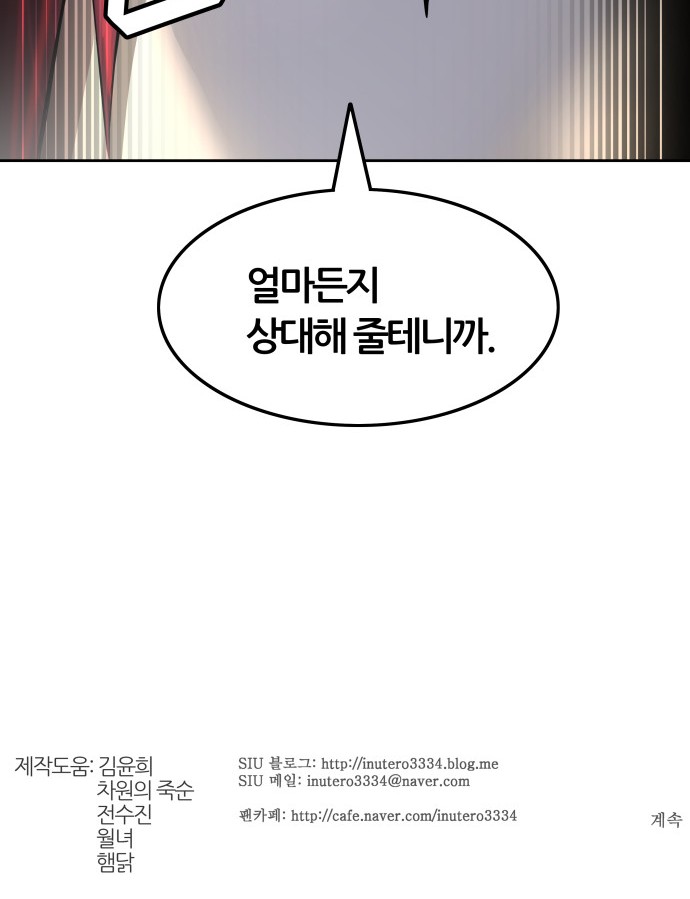 얼마든지
상대해 줄테니까.
제작도움: 김윤희
차원의 죽순
전수진
월녀
햄닭
SIU 블로그: http://inutero3334.blog.me
SIU 메일: inutero3334@naver.com
팬카페: http://cafe.naver.com/inutero3334
계속